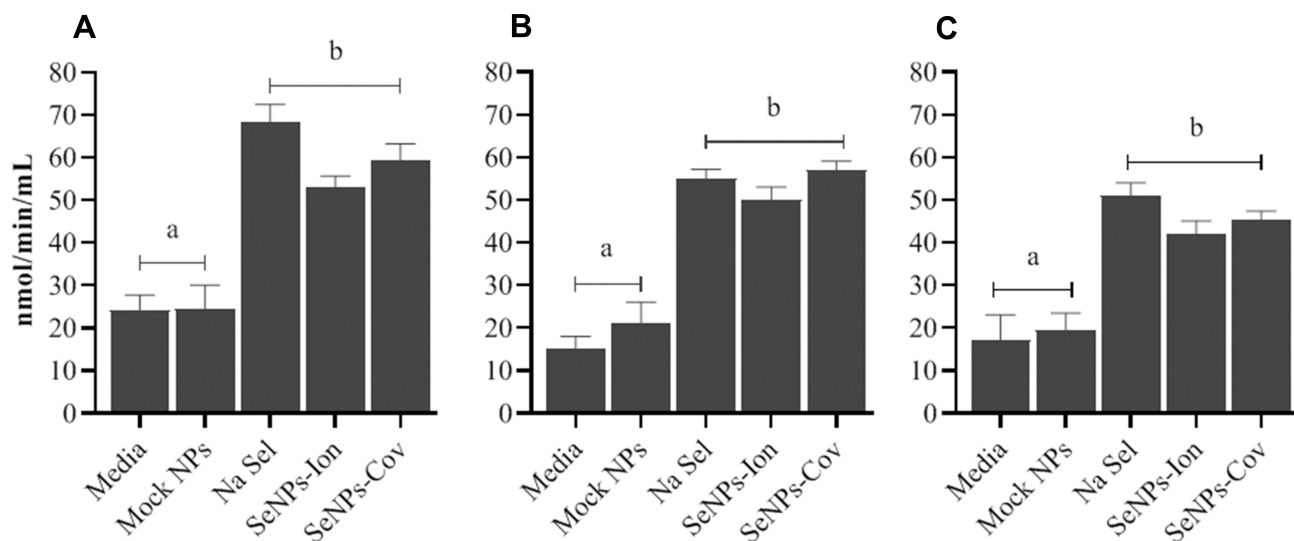 A
b
80
70
60
50
40
30
20
10
0
nmol/min/mL
a
Media
Mock NPs
Na Sel
SeNPs-Ion
SeNPs-Cov
B
b
80
70
60
50
40
30
20
10
0
a
Media
Mock NPs
Na Sel
SeNPs-Ion
SeNPs-Cov
C
b
80
70
60
50
40
30
20
10
0
a
Media
Mock NPs
Na Sel
SeNPs-Ion
SeNPs-Cov